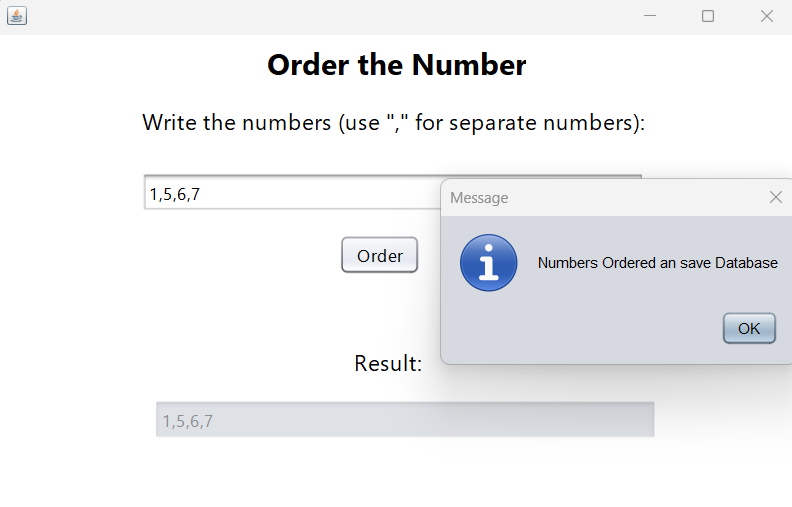 Order the Number
Write the numbers (use "," for separate numbers):
1,5,6,7
Message
Numbers Ordered an save Database
Order
OK
Result:
1,5,6,7